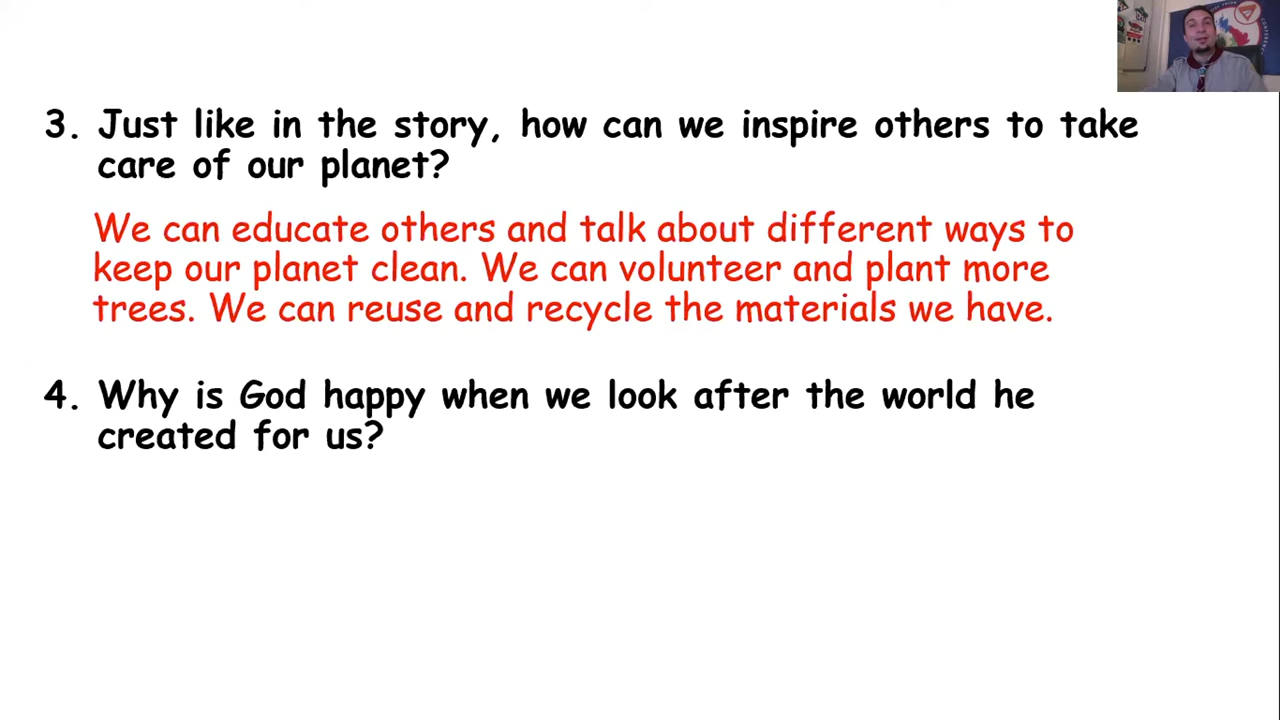 3. Just like in the story, how can we inspire others to take
care of our planet?
We can educate others and talk about different ways to
keep our planet clean. We can volunteer and plant more
trees. We can reuse and recycle the materials we have.
4. Why is God happy when we look after the world he
created for us?